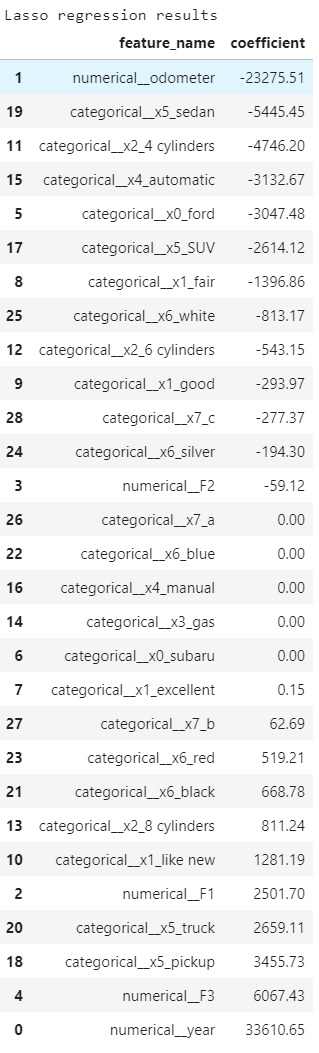 Lasso regression results
feature_name coefficient
1 numerical__odometer -23275.51
19 categorical__x5_sedan -5445.45
11 categorical__x2_4 cylinders -4746.20
15 categorical__x4_automatic -3132.67
5 categorical__x0_ford -3047.48
17 categorical__x5_SUV -2614.12
8 categorical__x1_fair -1396.86
25 categorical__x6_white -813.17
12 categorical__x2_6 cylinders -543.15
9 categorical__x1_good -293.97
28 categorical__x7_c -277.37
24 categorical__x6_silver -194.30
3 numerical__F2 -59.12
26 categorical__x7_a 0.00
22 categorical__x6_blue 0.00
16 categorical__x4_manual 0.00
14 categorical__x3_gas 0.00
6 categorical__x0_subaru 0.00
7 categorical__x1_excellent 0.15
27 categorical__x7_b 62.69
23 categorical__x6_red 519.21
21 categorical__x6_black 668.78
13 categorical__x2_8 cylinders 811.24
10 categorical__x1_like new 1281.19
2 numerical__F1 2501.70
20 categorical__x5_truck 2659.11
18 categorical__x5_pickup 3455.73
4 numerical__F3 6067.43
0 numerical__year 33610.65